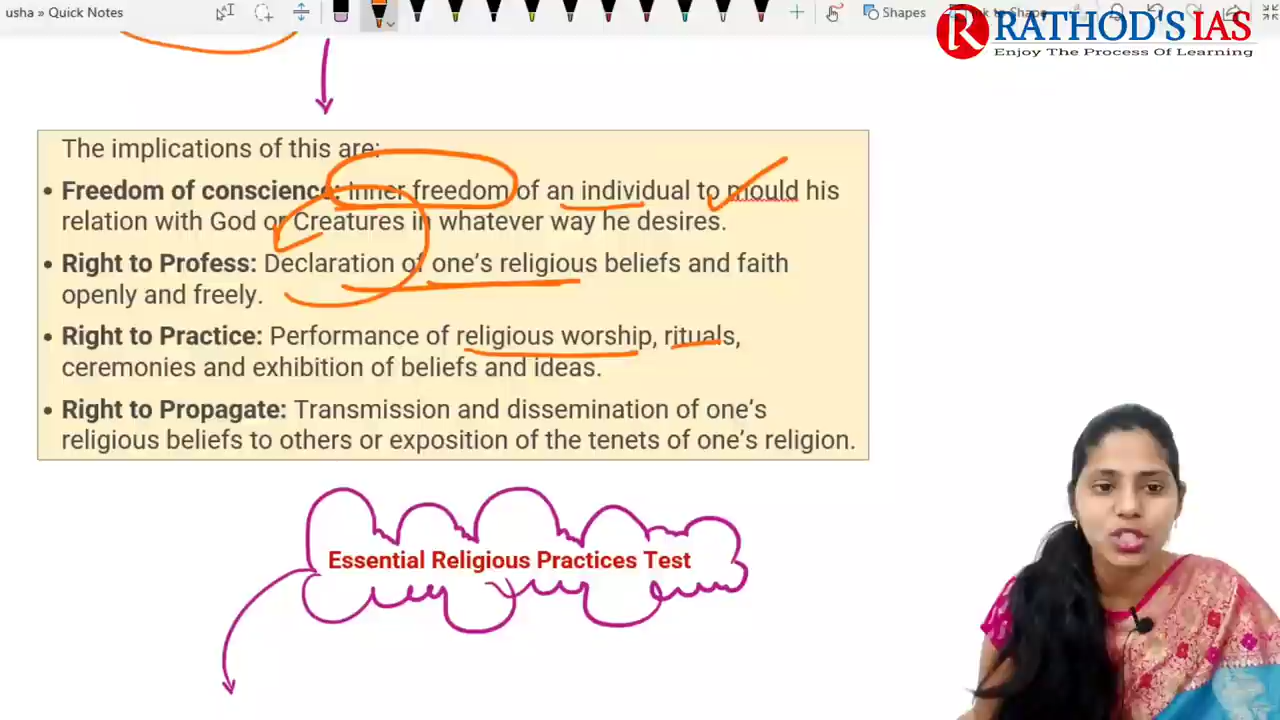 usha » Quick Notes
Shapes
RATHOD'S IAS
Enjoy The Process Of Learning
The implications of this are:
• Freedom of conscience: Inner freedom of an individual to mould his
relation with God or Creatures in whatever way he desires.
• Right to Profess: Declaration of one's religious beliefs and faith
openly and freely.
• Right to Practice: Performance of religious worship, rituals,
ceremonies and exhibition of beliefs and ideas.
• Right to Propagate: Transmission and dissemination of one's
religious beliefs to others or exposition of the tenets of one's religion.
Essential Religious Practices Test